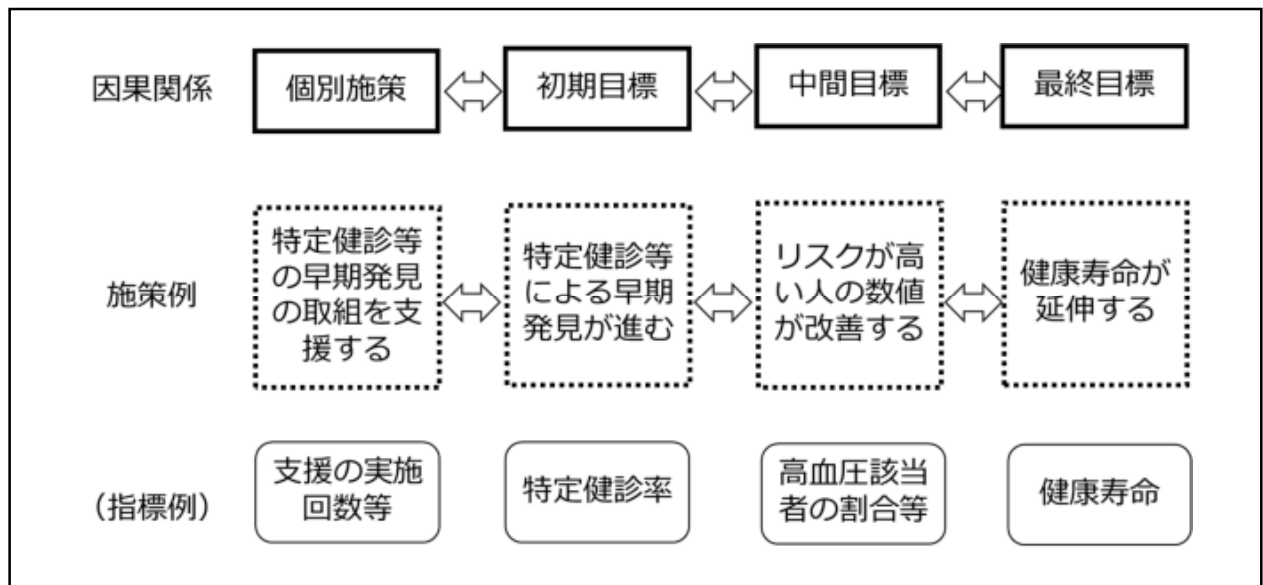 因果関係
個別施策
初期目標
中間目標
最終目標
施策例
特定健診等
の早期発見
の取組を支
援する
特定健診等
による早期
発見が進む
リスクが高
い人の数値
が改善する
健康寿命が
延伸する
（指標例）
支援の実施
回数等
特定健診率
高血圧該当
者の割合等
健康寿命